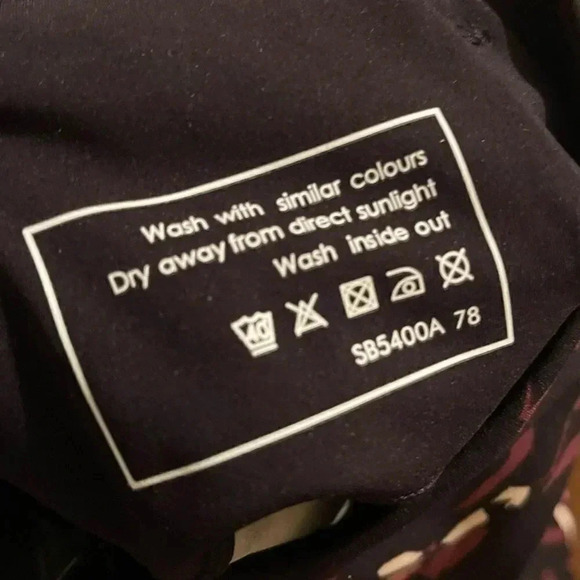 Wash with similar colours
Dry away from direct sunlight
Wash inside out
40
SB5400A 78